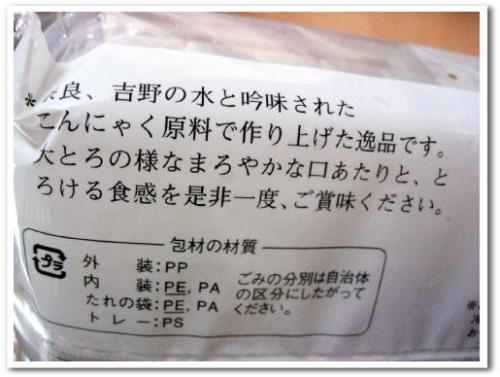 *奈良、吉野の水と吟味された
こんにゃく原料で作り上げた逸品です。
大とろの様なまろやかな口あたりと、と
ろける食感を是非一度、ご賞味ください。
包材の材質
プラ
外 装:PP
内 装:PE, PA
たれの袋:PE, PA
トレー:PS
ごみの分別は自治体
の区分にしたがって
ください。